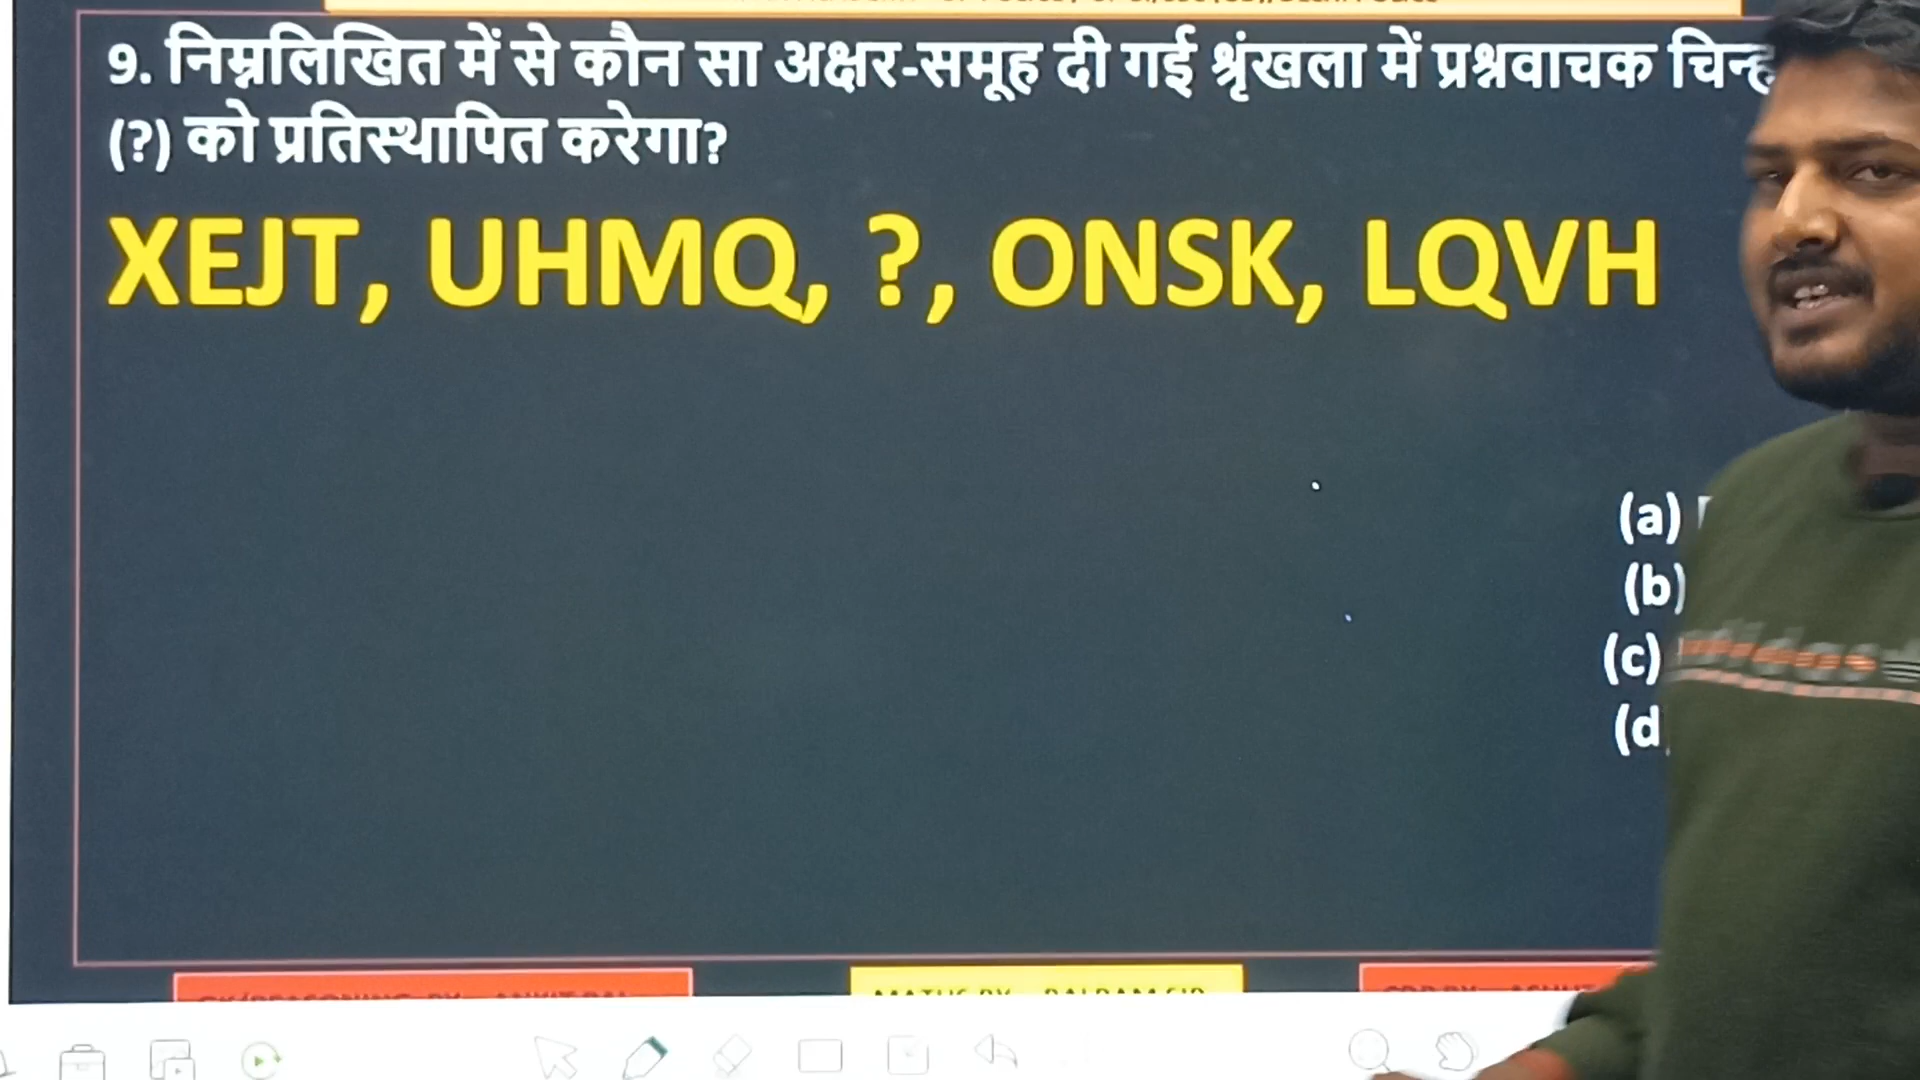 9. निम्नलिखित में से कौन सा अक्षर-समूह दी गई श्रृंखला में प्रश्नवाचक चिन्ह
(?) को प्रतिस्थापित करेगा?
XEJT, UHMQ, ?, ONSK, LQVH
(a)
(b)
(c)
(d)